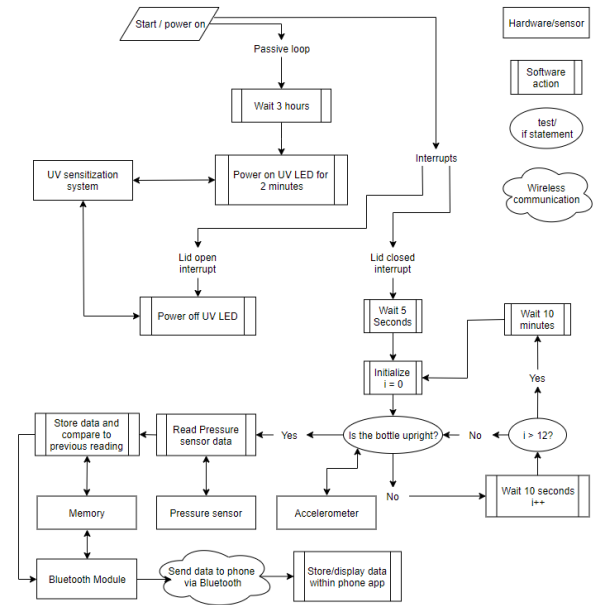 Start / power on
Hardware/sensor
Passive loop
Software
action
Wait 3 hours
test/
if statement
Interrupts
UV sensitization
system
Power on UV LED for
2 minutes
Wireless
communication
Lid open
interrupt
Lid closed
interrupt
Power off UV LED
Wait 5
Seconds
Wait 10
minutes
Initialize
i = 0
Yes
Store data and
compare to
previous reading
Read Pressure
sensor data
Yes
Is the bottle upright?
No
i > 12?
No
Wait 10 seconds
i++
Memory
Pressure sensor
Accelerometer
Bluetooth Module
Send data to phone
via Bluetooth
Store/display data
within phone app